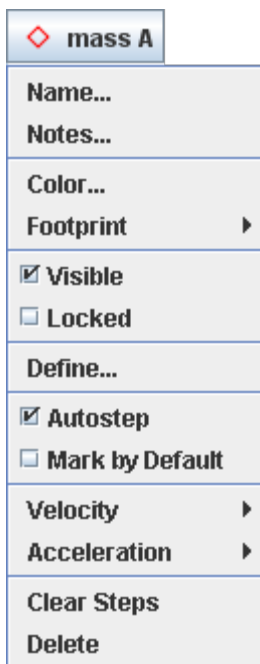 mass A
Name...
Notes...
Color...
Footprint
Visible
Locked
Define...
Autostep
Mark by Default
Velocity
Acceleration
Clear Steps
Delete